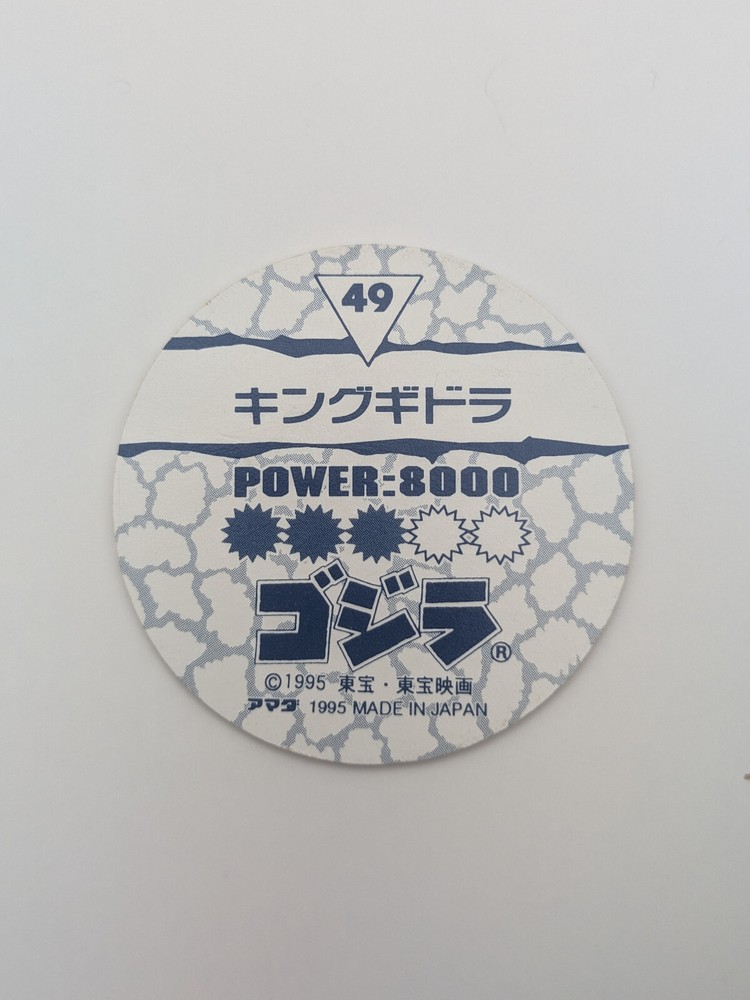 49
キングギドラ
POWER:8000
ゴジラ®
©1995 東宝・東宝映画
アマダ 1995 MADE IN JAPAN